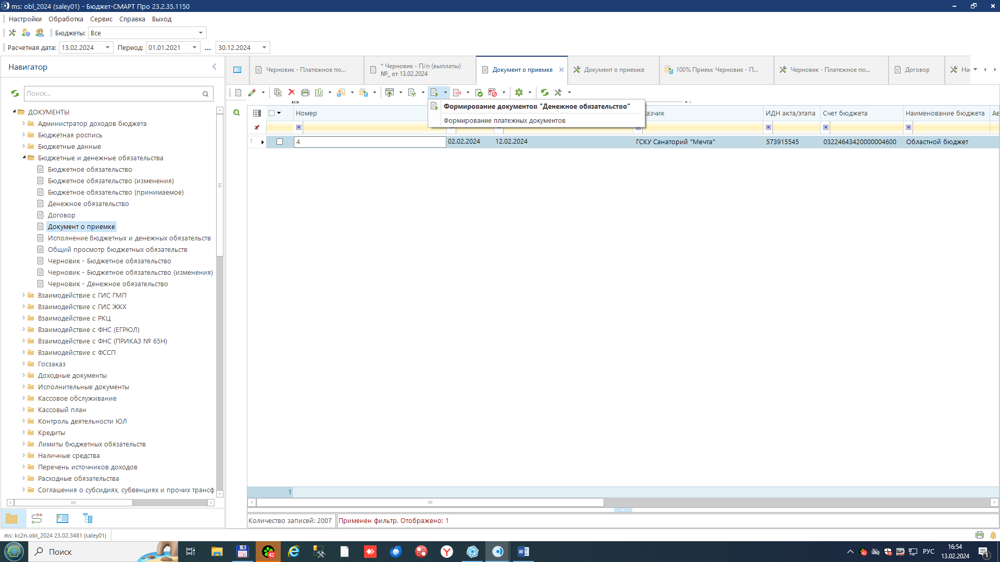 ms: obl_2024 (saley01) - Бюджет-СМАРТ Про 23.2.35.1150
Настройки Обработка Сервис Справка Выход
Бюджеты: Все
Расчетная дата: 13.02.2024 Период: 01.01.2021 ... 30.12.2024
Навигатор
Черновик - Платежное по...
* Черновик - П/п (выплаты)
№_ от 13.02.2024
Документ о приемке
Документ о приемке
100% Прием: Черновик - П...
Черновик - Платежное по...
Договор
На
Поиск...
Формирование документов "Денежное обязательство"
Формирование платежных документов
Номер
ИДН акта/этапа Счет бюджета Наименование бюджета Ав
1 4 02.02.2024 12.02.2024 ГСКУ Санаторий "Мечта" 573915545 03224643420000004600 Областной бюджет
ДОКУМЕНТЫ
Администратор доходов бюджета
Бюджетная роспись
Бюджетные данные
Бюджетные и денежные обязательства
Бюджетное обязательство
Бюджетное обязательство (изменения)
Бюджетное обязательство (принимаемое)
Денежное обязательство
Договор
Документ о приемке
Исполнение бюджетных и денежных обязательств
Общий просмотр бюджетных обязательств
Черновик - Бюджетное обязательство
Черновик - Бюджетное обязательство (изменения)
Черновик - Денежное обязательство
Взаимодействие с ГИС ГМП
Взаимодействие с ГИС ЖКХ
Взаимодействие с РКЦ
Взаимодействие с ФНС (ЕГРЮЛ)
Взаимодействие с ФНС (ПРИКАЗ № 65Н)
Взаимодействие с ФССП
Госзаказ
Доходные документы
Исполнительные документы
Кассовое обслуживание
Кассовый план
Контроль деятельности ЮЛ
Кредиты
Лимиты бюджетных обязательств
Наличные средства
Перечень источников доходов
Расходные обязательства
Соглашения о субсидиях, субвенциях и прочих трансф
1
Количество записей: 2007 Применен фильтр. Отображено: 1
ms: kc2n.obl_2024 23.02.3481 (saley01)
Поиск
42
42
РУС
16:54
13.02.2024
1